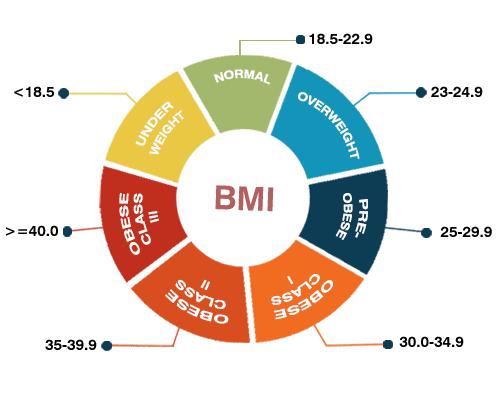 18.5-22.9
NORMAL
<18.5
UNDER
WEIGHT
23-24.9
OVERWEIGHT
BMI
>=40.0
OBESE
CLASS
III
PRE-
OBESE
25-29.9
35-39.9
OBESE
CLASS
II
OBESE
CLASS
I
30.0-34.9